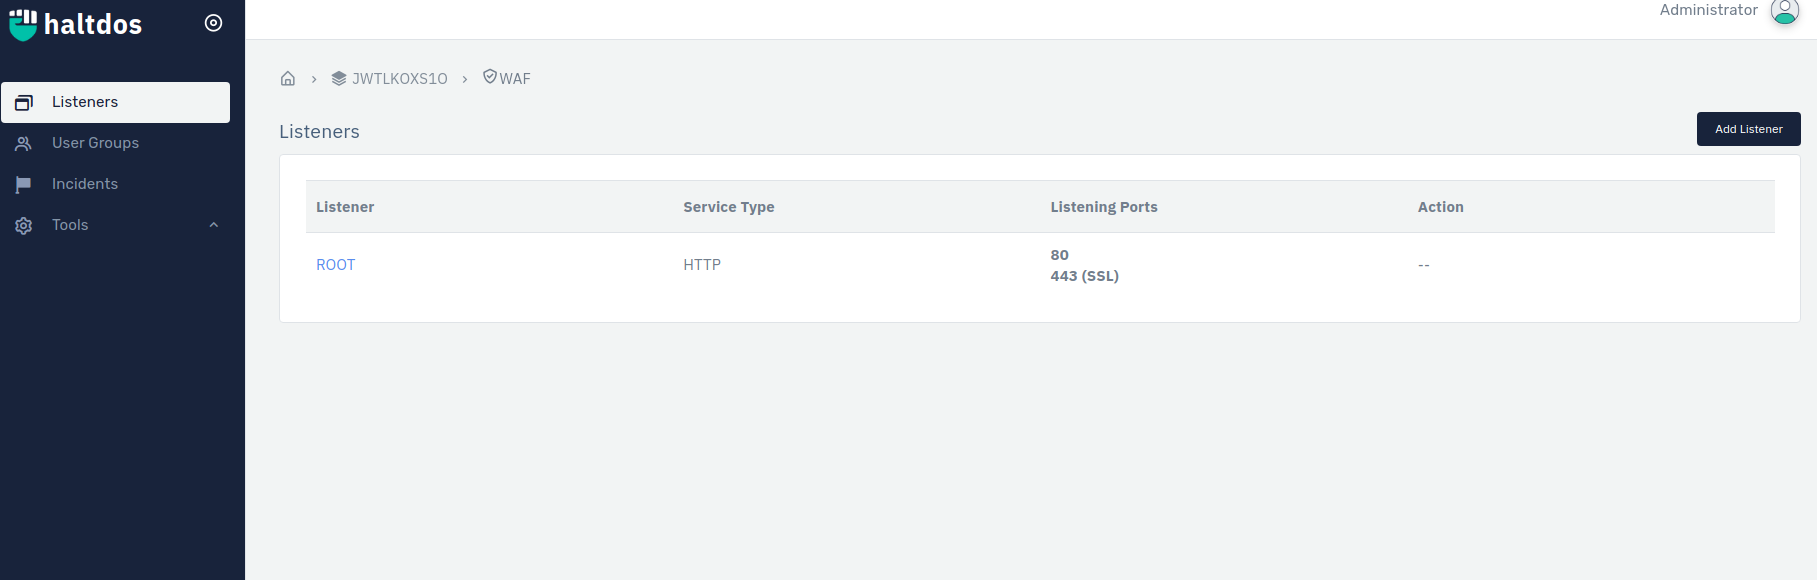 haltdos
Administrator
Listeners
User Groups
Incidents
Tools
JWTLKOXS1O › WAF
Listeners
Add Listener
Listener Service Type Listening Ports Action
ROOT HTTP 80 --
443 (SSL)